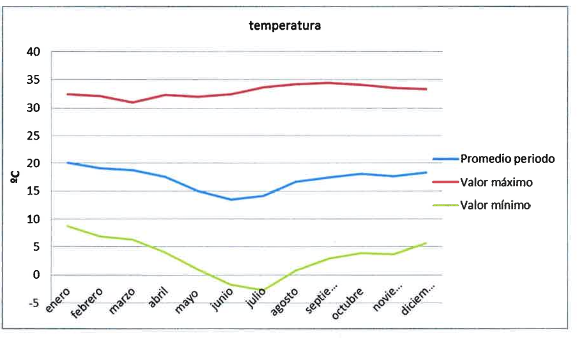 temperatura
40
35
30
25
20
15
10
5
0
-5
ºC
enero
febrero
marzo
abril
mayo
junio
julio
agosto
septie...
octubre
novie...
diciem...
Promedio periodo
Valor máximo
Valor mínimo